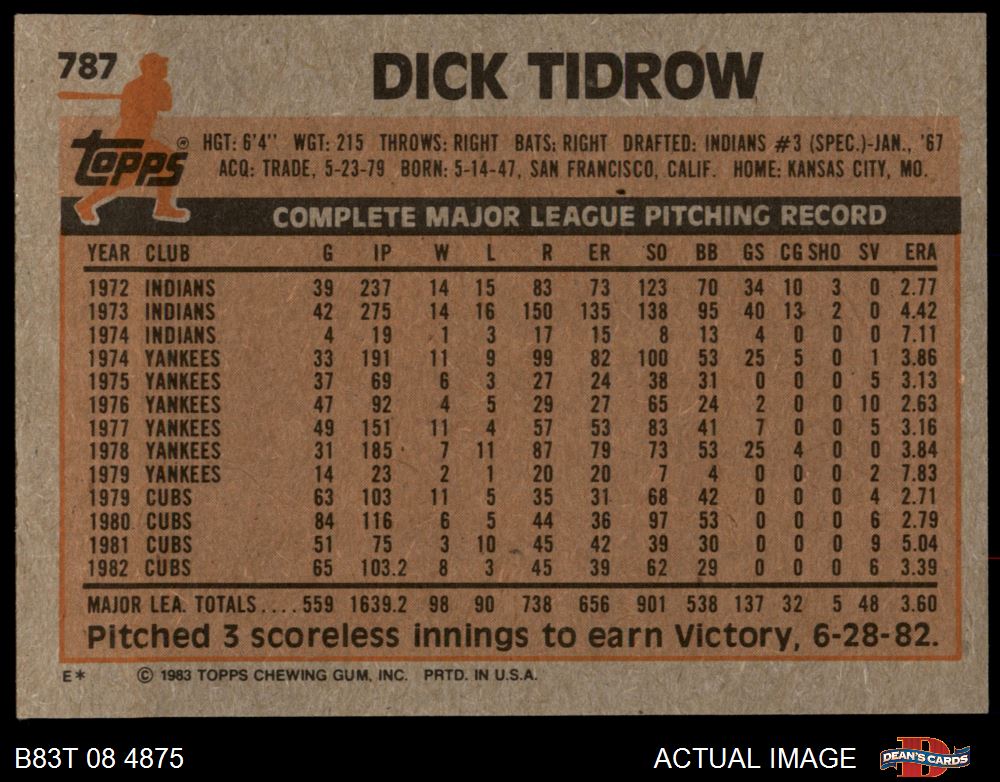 787
DICK TIDROW
Topps®
HGT: 6'4" WGT: 215 THROWS: RIGHT BATS: RIGHT DRAFTED: INDIANS #3 (SPEC.)-JAN., '67
ACQ: TRADE, 5-23-79 BORN: 5-14-47, SAN FRANCISCO, CALIF. HOME: KANSAS CITY, MO.
COMPLETE MAJOR LEAGUE PITCHING RECORD
YEAR CLUB G IP W L R ER SO BB GS CG SHO SV ERA
1972 INDIANS 39 237 14 15 83 73 123 70 34 10 3 0 2.77
1973 INDIANS 42 275 14 16 150 135 138 95 40 13 2 0 4.42
1974 INDIANS 4 19 1 3 17 15 8 13 4 0 0 0 7.11
1974 YANKEES 33 191 11 9 99 82 100 53 25 5 0 1 3.86
1975 YANKEES 37 69 6 3 27 24 38 31 0 0 0 5 3.13
1976 YANKEES 47 92 4 5 29 27 65 24 2 0 0 10 2.63
1977 YANKEES 49 151 11 4 57 53 83 41 7 0 0 5 3.16
1978 YANKEES 31 185 7 11 87 79 73 53 25 4 0 0 3.84
1979 YANKEES 14 23 2 1 20 20 7 4 0 0 0 2 7.83
1979 CUBS 63 103 11 5 35 31 68 42 0 0 0 4 2.71
1980 CUBS 84 116 6 5 44 36 97 53 0 0 0 6 2.79
1981 CUBS 51 75 3 10 45 42 39 30 0 0 0 9 5.04
1982 CUBS 65 103.2 8 3 45 39 62 29 0 0 0 6 3.39
MAJOR LEA. TOTALS.... 559 1639.2 98 90 738 656 901 538 137 32 5 48 3.60
Pitched 3 scoreless innings to earn Victory, 6-28-82.
E* © 1983 TOPPS CHEWING GUM, INC. PRTD. IN U.S.A.
B83T 08 4875
ACTUAL IMAGE
DEAN'S CARDS